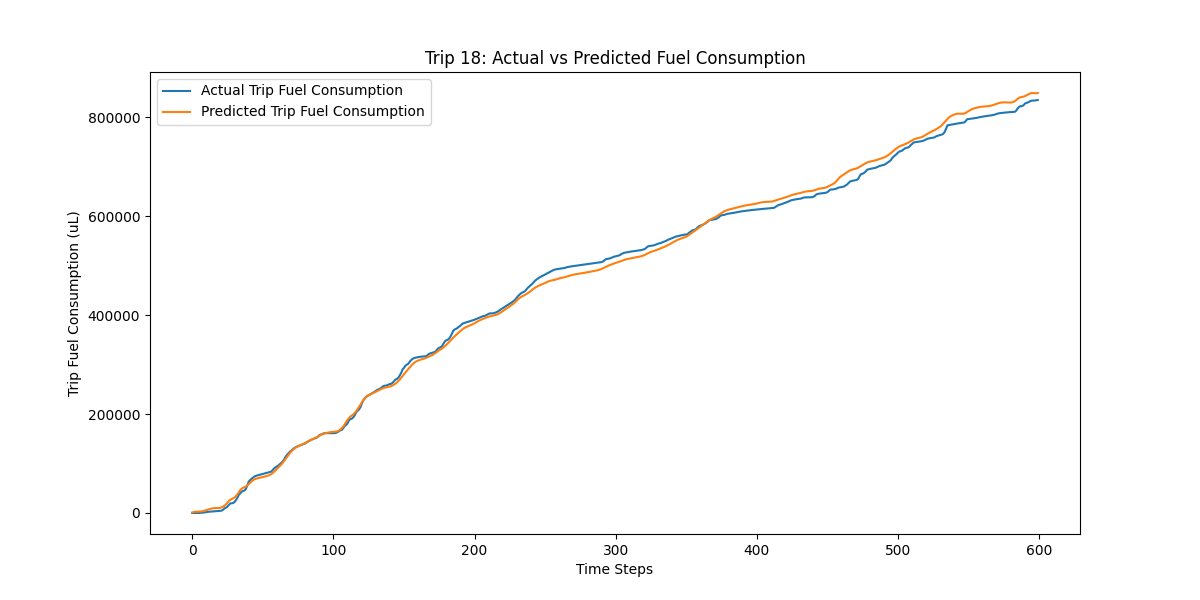 Trip 18: Actual vs Predicted Fuel Consumption
Actual Trip Fuel Consumption
Predicted Trip Fuel Consumption
Trip Fuel Consumption (uL)
800000
600000
400000
200000
0
0 100 200 300 400 500 600
Time Steps